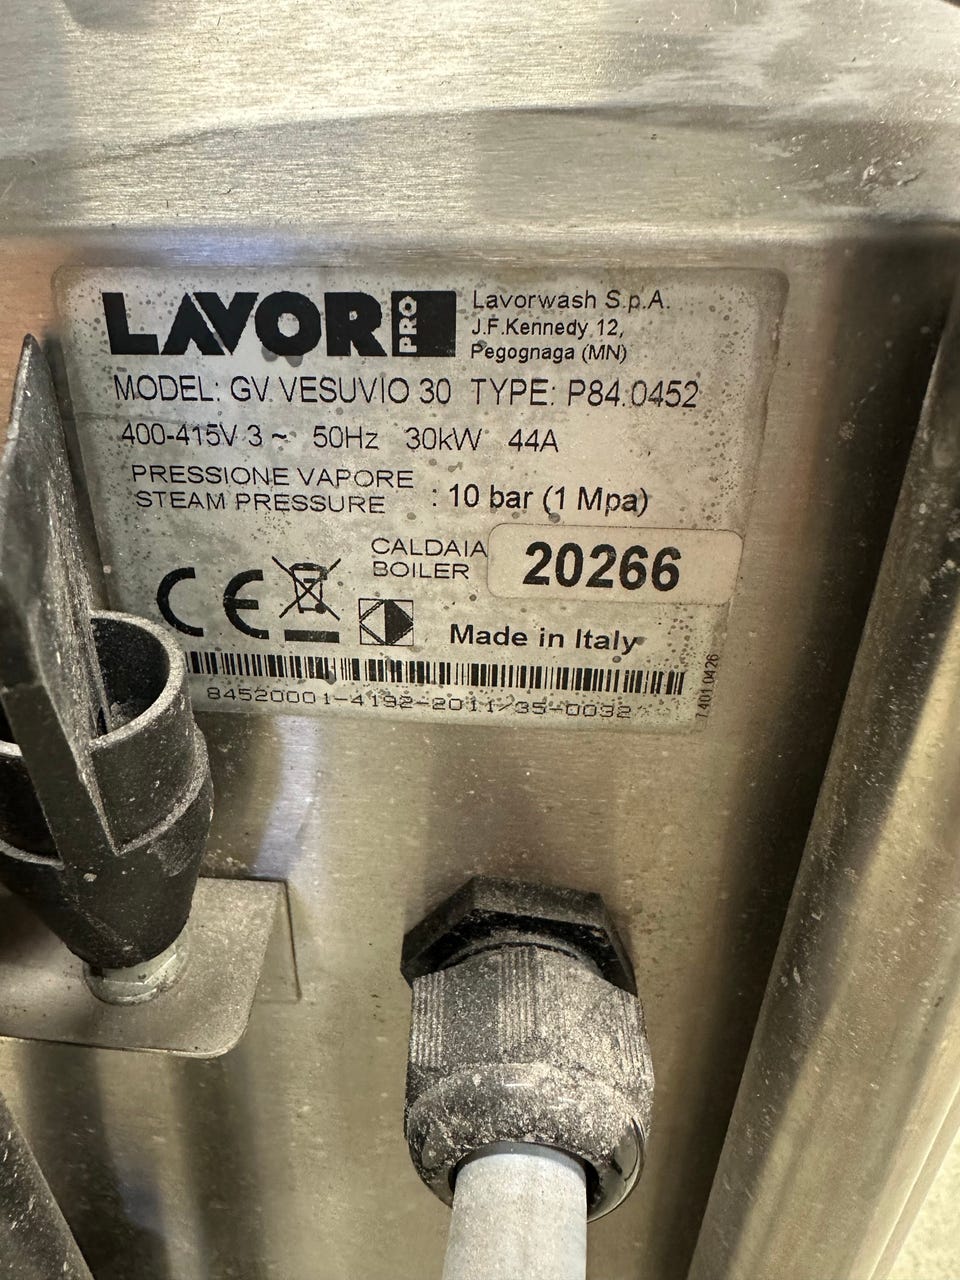 LAVOR PRO
Lavorwash S.p.A.
J.F.Kennedy 12,
Pegognaga (MN)
MODEL: GV VESUVIO 30 TYPE: P84.0452
400-415V 3 ~ 50Hz 30kW 44A
PRESSIONE VAPORE
STEAM PRESSURE : 10 bar (1 Mpa)
CALDAIA
BOILER 20266
CE
Made in Italy
84520001-4192-2011/35-0032
7.401.0426